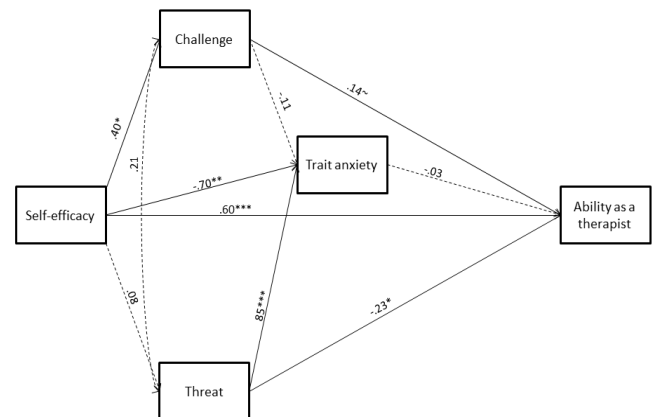 Challenge
.14~
-.11
.40*
.21
Trait anxiety
-.03
-.70**
Self-efficacy
.60***
Ability as a
therapist
.08
85***
-.23*
Threat